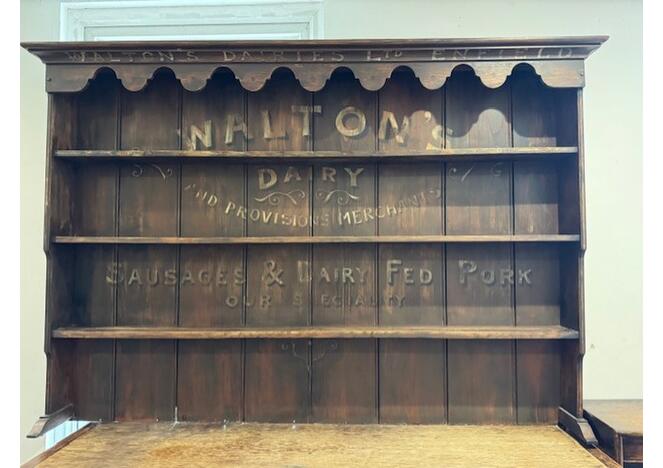 WALTON'S DAIRIES LTD ENFIELD
WALTON'S
DAIRY
AND PROVISIONS MERCHANTS
SAUSAGES & DAIRY FED PORK
OUR SPECIALITY